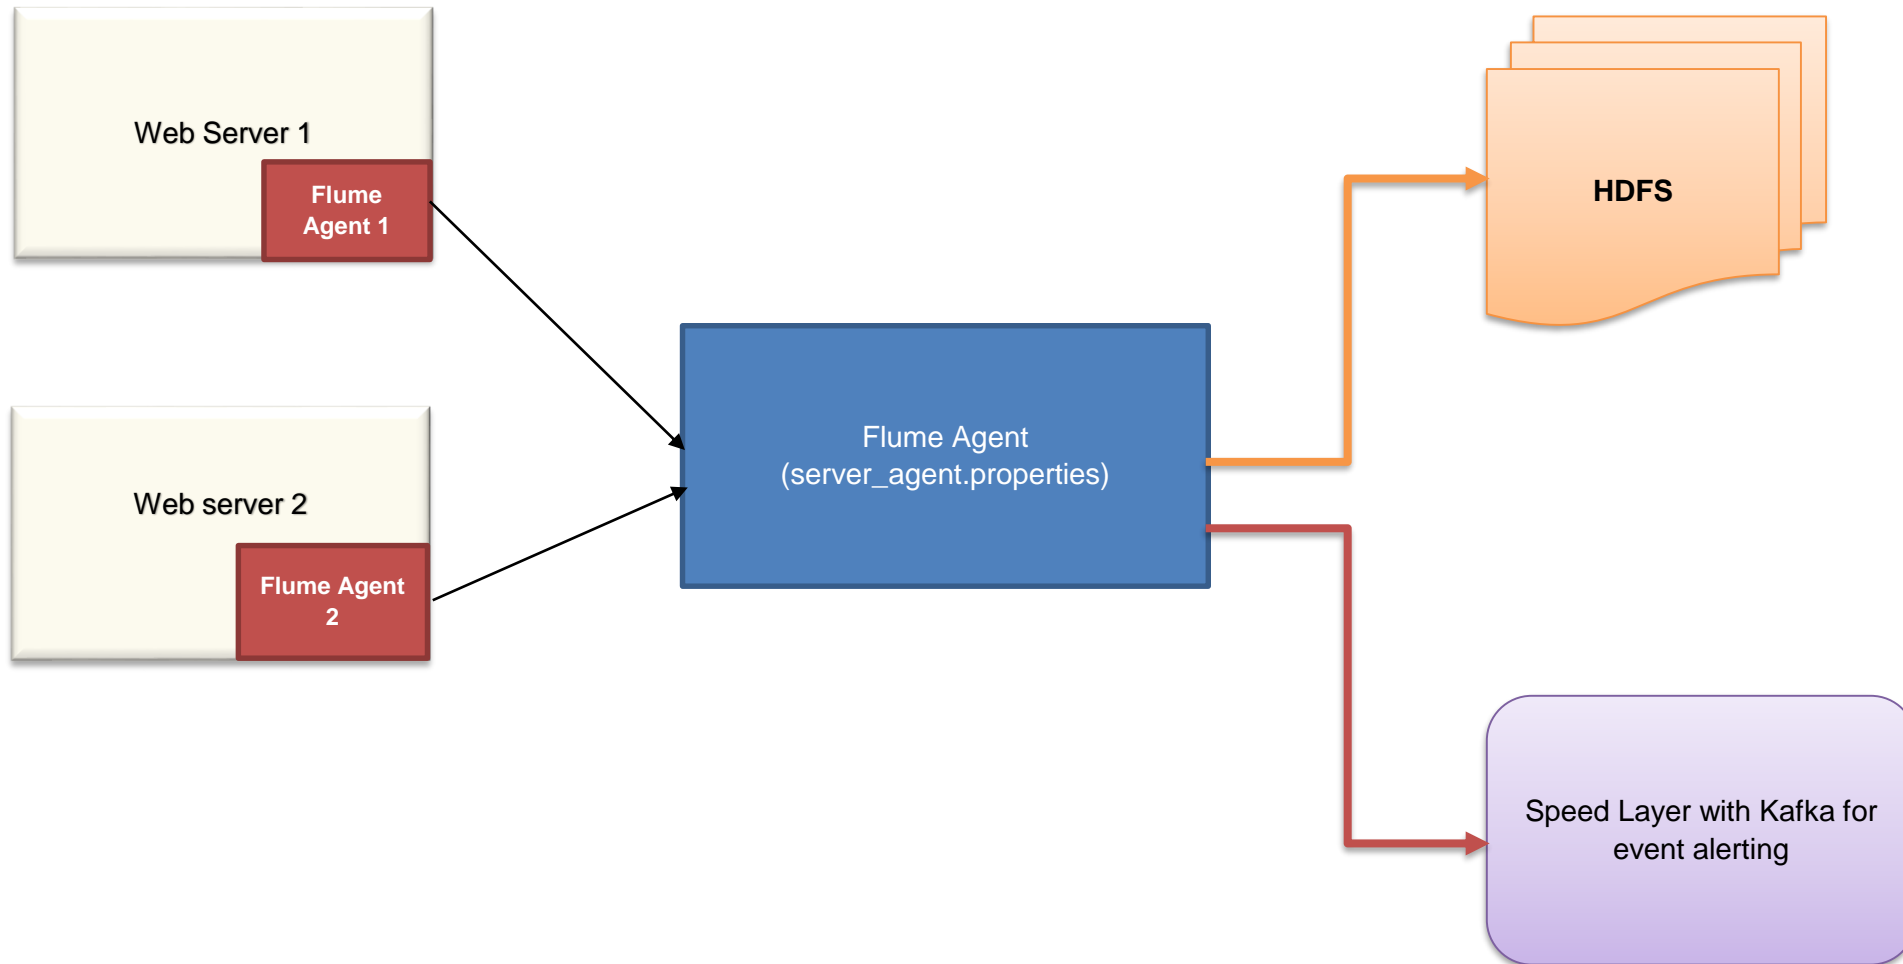 Web Server 1
Flume
Agent 1
Web server 2
Flume Agent
2
Flume Agent
(server_agent.properties)
HDFS
Speed Layer with Kafka for
event alerting